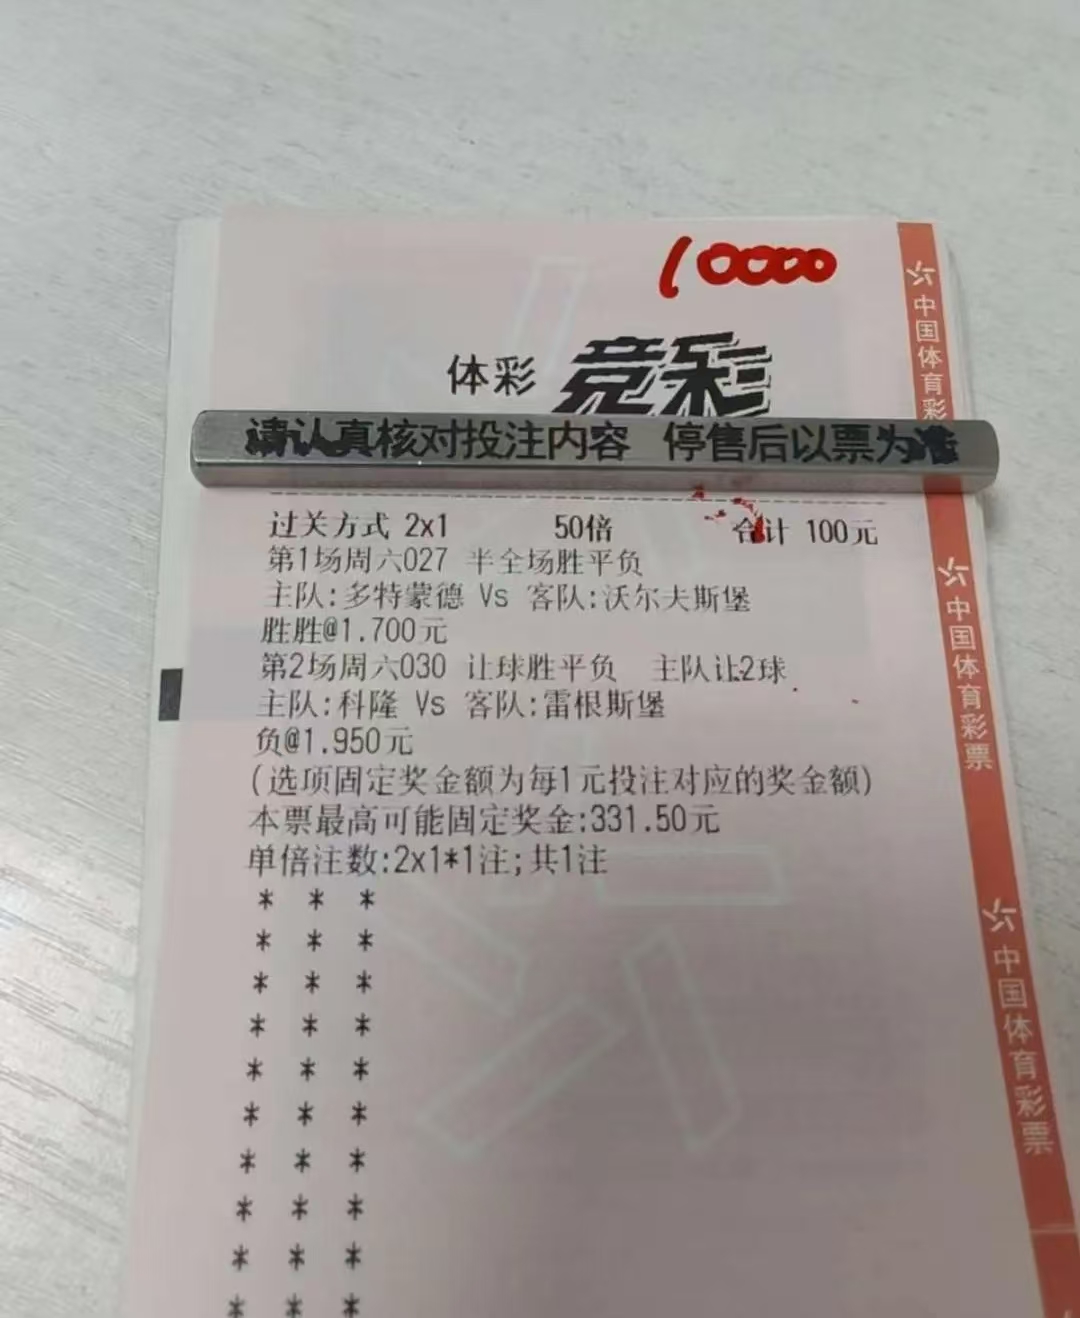 10000
体彩 竞彩
请认真核对投注内容 停售后以票为准
过关方式 2x1 50倍 合计 100元
第1场周六027 半全场胜平负
主队:多特蒙德 Vs 客队:沃尔夫斯堡
胜胜@1.700元
第2场周六030 让球胜平负 主队让2球
主队:科隆 Vs 客队:雷根斯堡
负@1.950元
(选项固定奖金额为每1元投注对应的奖金额)
本票最高可能固定奖金:331.50元
单倍注数:2x1*1注;共1注
* * *
* * *
* * *
* * *
* * *
* * *
* * *
* * *
* * *
* * *
中国体育彩
中国体育彩票
中国体育彩票